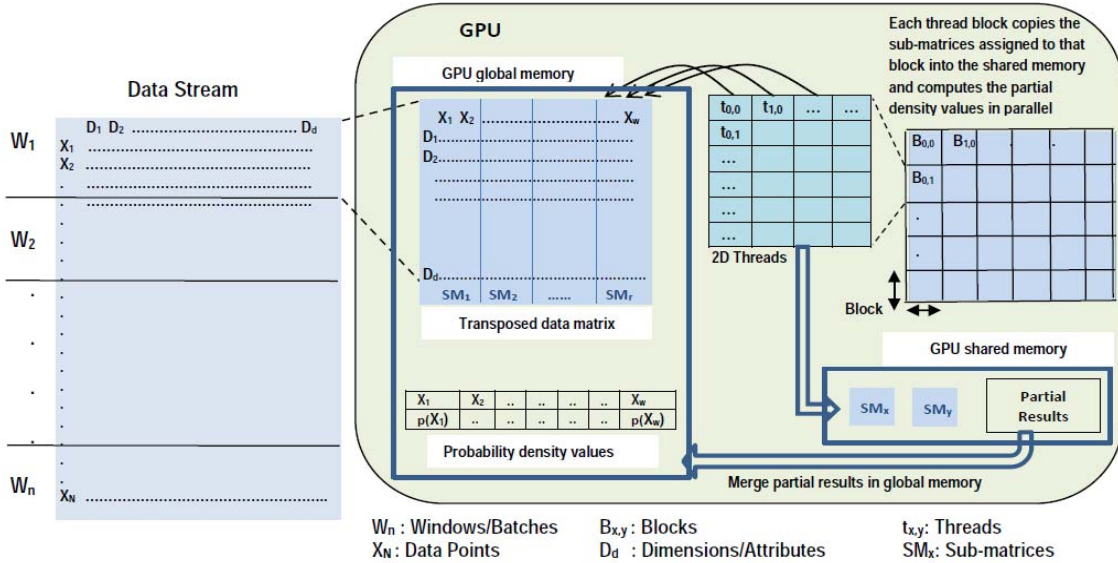 GPU
Each thread block copies the
sub-matrices assigned to that
block into the shared memory
and computes the partial
density values in parallel
Data Stream
W1
D1 D2 ........................................ Dd
X1 ........................................
X2 ........................................
. ........................................
........................................
W2
.
.
.
.
.
.
.
.
Wn
XN ........................................
GPU global memory
X1 X2 ........................................ Xw
D1 ........................................
D2 ........................................
........................................
........................................
Dd ........................................
SM1 SM2 ...... SMr
Transposed data matrix
X1 X2 .. .. .. .. Xw
p(X1) .. .. .. .. .. p(Xw)
Probability density values
t0,0 t1,0 ... ...
t0,1
...
...
...
...
2D Threads
B0,0 B1,0 . .
B0,1
.
.
Block
GPU shared memory
SMx SMy Partial
Results
Merge partial results in global memory
Wn : Windows/Batches Bx,y : Blocks tx,y: Threads
XN : Data Points Dd : Dimensions/Attributes SMx: Sub-matrices